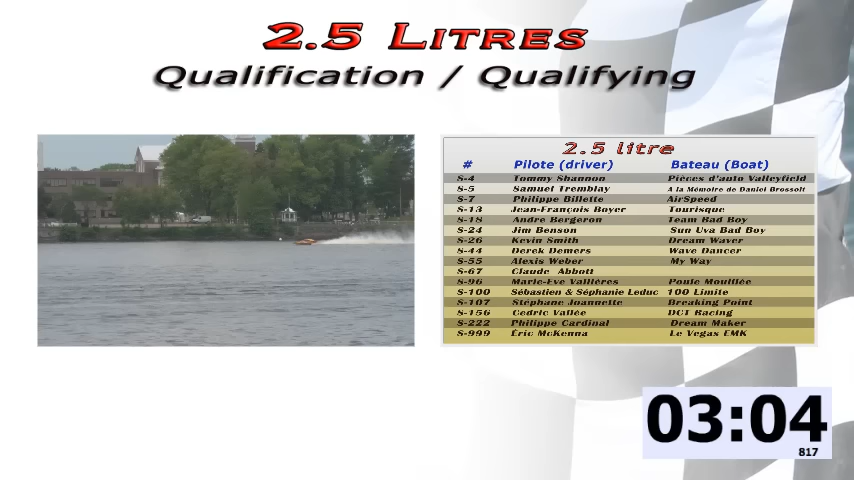 2.5 Litres
Qualification / Qualifying
2.5 litre
# Pilote (driver) Bateau (Boat)
S-4 Tommy Shannon Pièces d'auto Valleyfield
S-5 Samuel Tremblay A la Mémoire de Daniel Brossoit
S-7 Philippe Billette AirSpeed
S-13 Jean-François Boyer Tourisque
S-18 André Bergeron Team Bad Boy
S-24 Jim Benson Sun Uva Bad Boy
S-26 Kevin Smith Dream Waver
S-44 Derek Demers Wave Dancer
S-55 Alexis Weber My Way
S-67 Claude Abbott
S-96 Marie-Eve Vallières Poule Mouillée
S-100 Sébastien & Séphanie Leduc 100 Limite
S-107 Stéphane Joannette Breaking Point
S-156 Cédric Vallée DCT Racing
S-222 Philippe Cardinal Dream Maker
S-999 Éric McKenna Le Vegas EMK
03:04
817